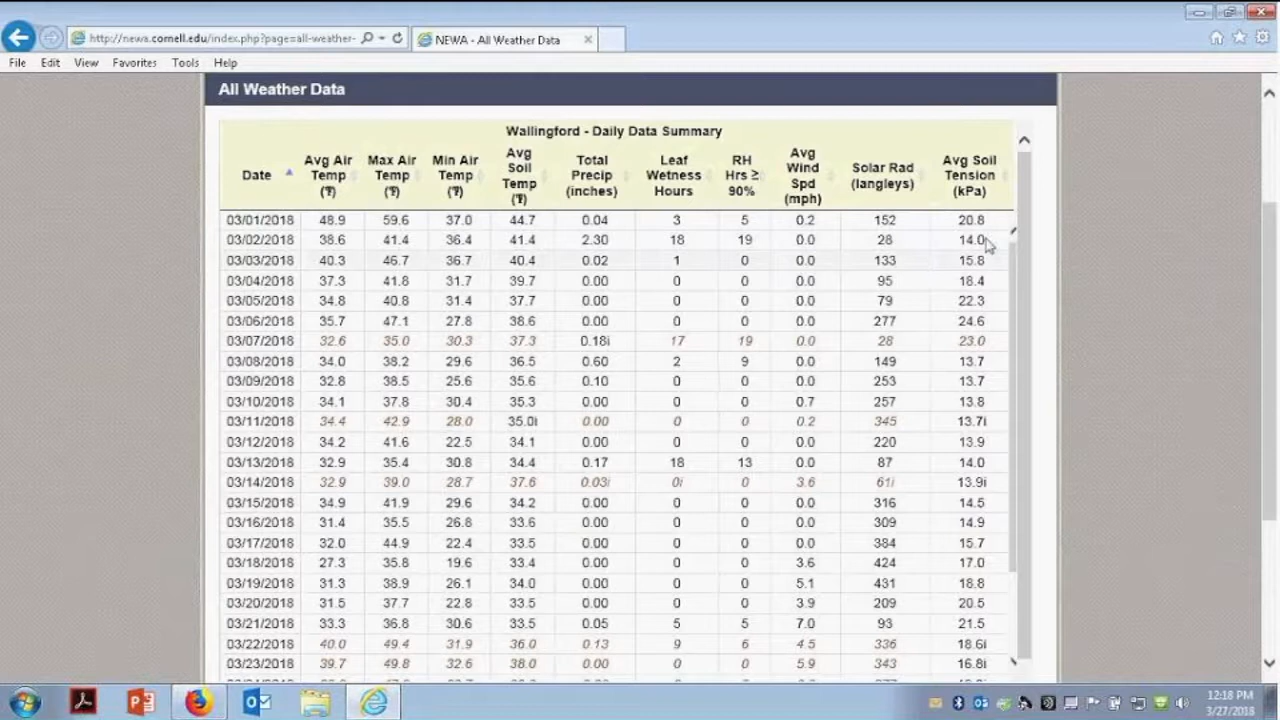 http://newa.cornell.edu/index.php?page=all-weather-
NEWA - All Weather Data
File Edit View Favorites Tools Help
All Weather Data
Wallingford - Daily Data Summary
Date Avg Air Temp (°F) Max Air Temp (°F) Min Air Temp (°F) Avg Soil Temp (°F) Total Precip (inches) Leaf Wetness Hours RH Hrs ≥ 90% Avg Wind Spd (mph) Solar Rad (langleys) Avg Soil Tension (kPa)
03/01/2018 48.9 59.6 37.0 44.7 0.04 3 5 0.2 152 20.8
03/02/2018 38.6 41.4 36.4 41.4 2.30 18 19 0.0 28 14.0
03/03/2018 40.3 46.7 36.7 40.4 0.02 1 0 0.0 133 15.8
03/04/2018 37.3 41.8 31.7 39.7 0.00 0 0 0.0 95 18.4
03/05/2018 34.8 40.8 31.4 37.7 0.00 0 0 0.0 79 22.3
03/06/2018 35.7 47.1 27.8 38.6 0.00 0 0 0.0 277 24.6
03/07/2018 32.6 35.0 30.3 37.3 0.18i 17 19 0.0 28 23.0
03/08/2018 34.0 38.2 29.6 36.5 0.60 2 9 0.0 149 13.7
03/09/2018 32.8 38.5 25.6 35.6 0.10 0 0 0.0 253 13.7
03/10/2018 34.1 37.8 30.4 35.3 0.00 0 0 0.7 257 13.8
03/11/2018 34.4 42.9 28.0 35.0i 0.00 0 0 0.2 345 13.7i
03/12/2018 34.2 41.6 22.5 34.1 0.00 0 0 0.0 220 13.9
03/13/2018 32.9 35.4 30.8 34.4 0.17 18 13 0.0 87 14.0
03/14/2018 32.9 39.0 28.7 37.6 0.03i 0i 0 3.6 61i 13.9i
03/15/2018 34.9 41.9 29.6 34.2 0.00 0 0 0.0 316 14.5
03/16/2018 31.4 35.5 26.8 33.6 0.00 0 0 0.0 309 14.9
03/17/2018 32.0 44.9 22.4 33.5 0.00 0 0 0.0 384 15.7
03/18/2018 27.3 35.8 19.6 33.4 0.00 0 0 3.6 424 17.0
03/19/2018 31.3 38.9 26.1 34.0 0.00 0 0 5.1 431 18.8
03/20/2018 31.5 37.7 22.8 33.5 0.00 0 0 3.9 209 20.5
03/21/2018 33.3 36.8 30.6 33.5 0.05 5 5 7.0 93 21.5
03/22/2018 40.0 49.4 31.9 36.0 0.13 9 6 4.5 336 18.6i
03/23/2018 39.7 49.8 32.6 38.0 0.00 0 0 5.9 343 16.8i
12:18 PM
3/27/2018